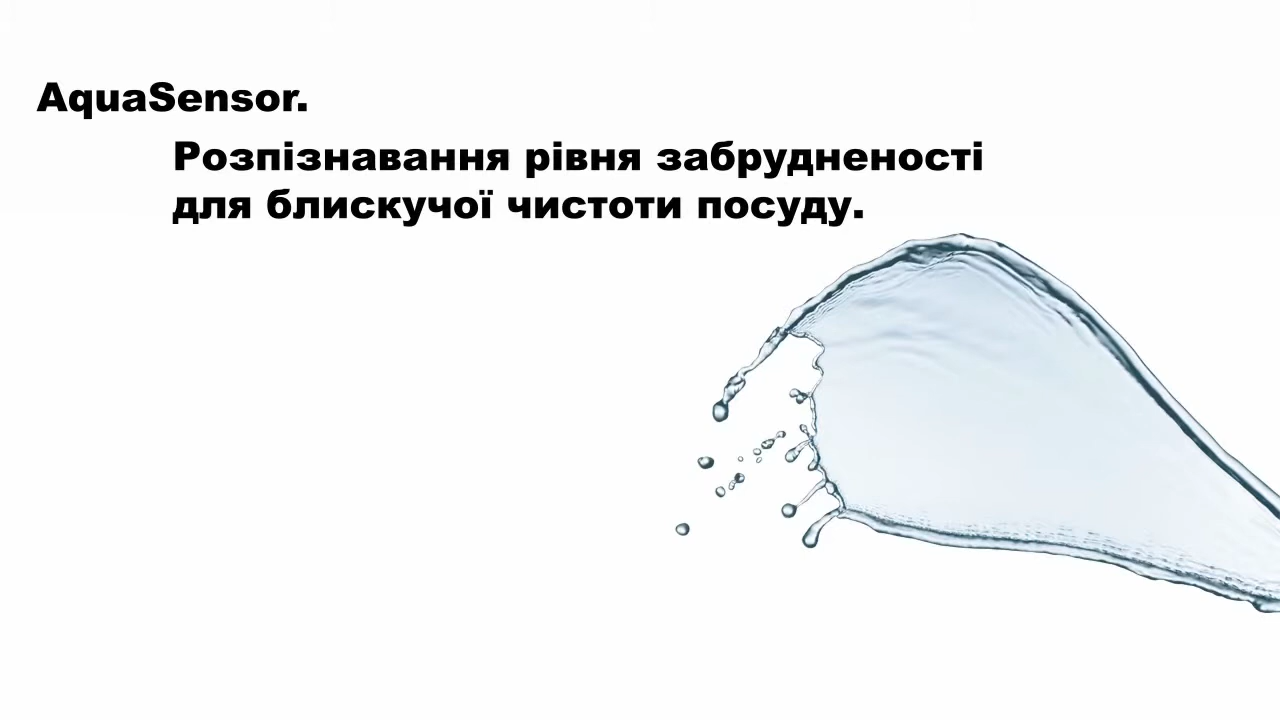 AquaSensor.
Розпізнавання рівня забрудненості
для блискучої чистоти посуду.